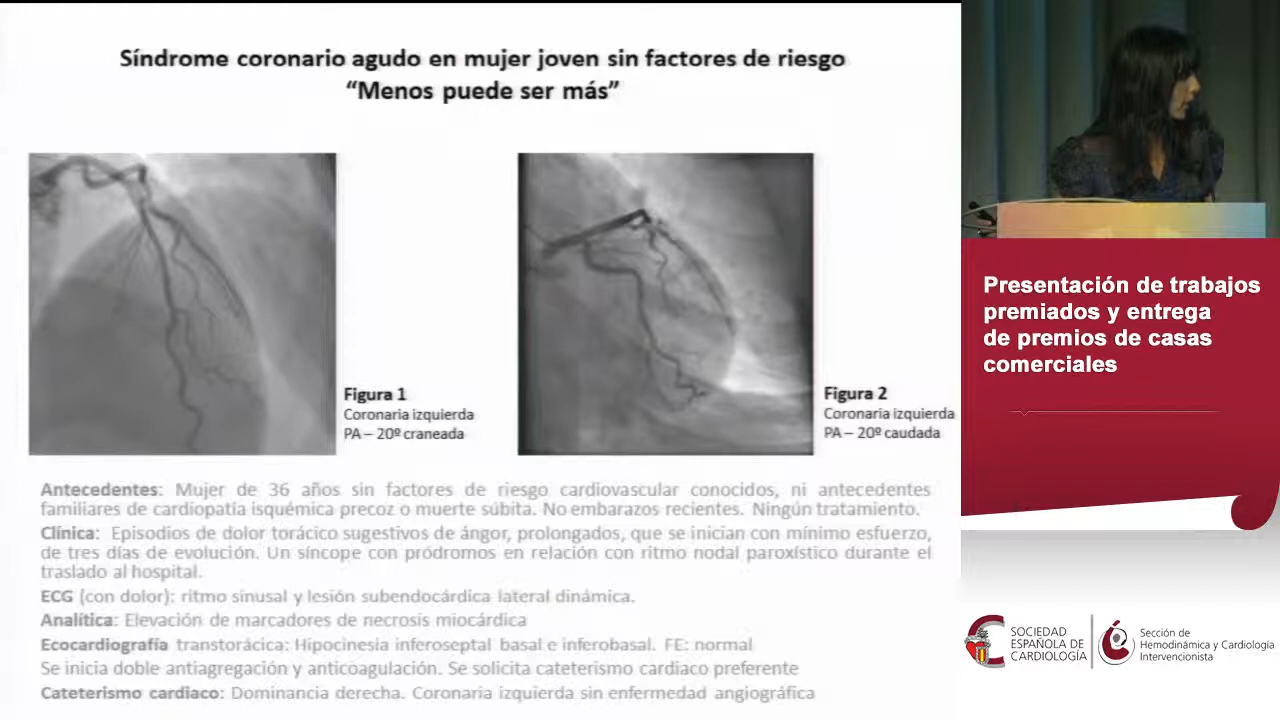 Síndrome coronario agudo en mujer joven sin factores de riesgo
“Menos puede ser más”
Figura 1
Coronaria izquierda
PA – 20º craneada
Figura 2
Coronaria izquierda
PA – 20º caudada
Antecedentes: Mujer de 36 años sin factores de riesgo cardiovascular conocidos, ni antecedentes
familiares de cardiopatía isquémica precoz o muerte súbita. No embarazos recientes. Ningún tratamiento.
Clínica: Episodios de dolor torácico sugestivos de ángor, prolongados, que se inician con mínimo esfuerzo,
de tres días de evolución. Un síncope con pródromos en relación con ritmo nodal paroxístico durante el
traslado al hospital.
ECG (con dolor): ritmo sinusal y lesión subendocárdica lateral dinámica.
Analítica: Elevación de marcadores de necrosis miocárdica
Ecocardiografía transtorácica: Hipocinesia inferoseptal basal e inferobasal. FE: normal
Se inicia doble antiagregación y anticoagulación. Se solicita cateterismo cardiaco preferente
Cateterismo cardiaco: Dominancia derecha. Coronaria izquierda sin enfermedad angiográfica
Presentación de trabajos
premiados y entrega
de premios de casas
comerciales
SOCIEDAD
ESPAÑOLA DE
CARDIOLOGÍA
Sección de
Hemodinámica y Cardiología
Intervencionista